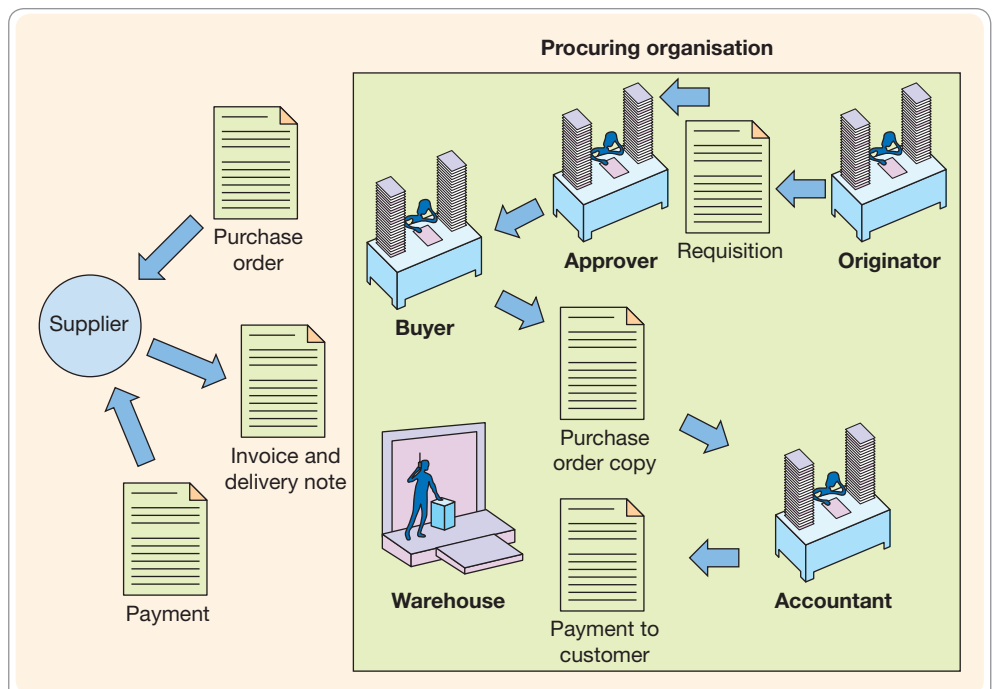 Procuring organisation
Purchase
order
Supplier
Invoice and
delivery note
Payment
Approver
Requisition
Originator
Buyer
Purchase
order copy
Warehouse
Accountant
Payment to
customer